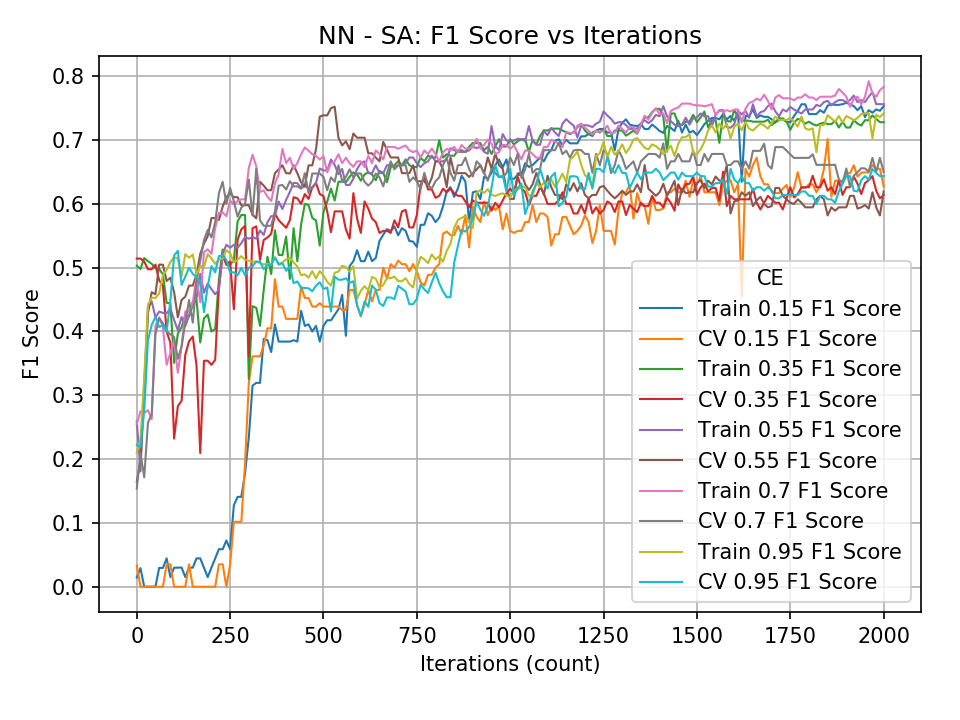 NN - SA: F1 Score vs Iterations
F1 Score
0.8
0.7
0.6
0.5
0.4
0.3
0.2
0.1
0.0
CE
Train 0.15 F1 Score
CV 0.15 F1 Score
Train 0.35 F1 Score
CV 0.35 F1 Score
Train 0.55 F1 Score
CV 0.55 F1 Score
Train 0.7 F1 Score
CV 0.7 F1 Score
Train 0.95 F1 Score
CV 0.95 F1 Score
0 250 500 750 1000 1250 1500 1750 2000
Iterations (count)